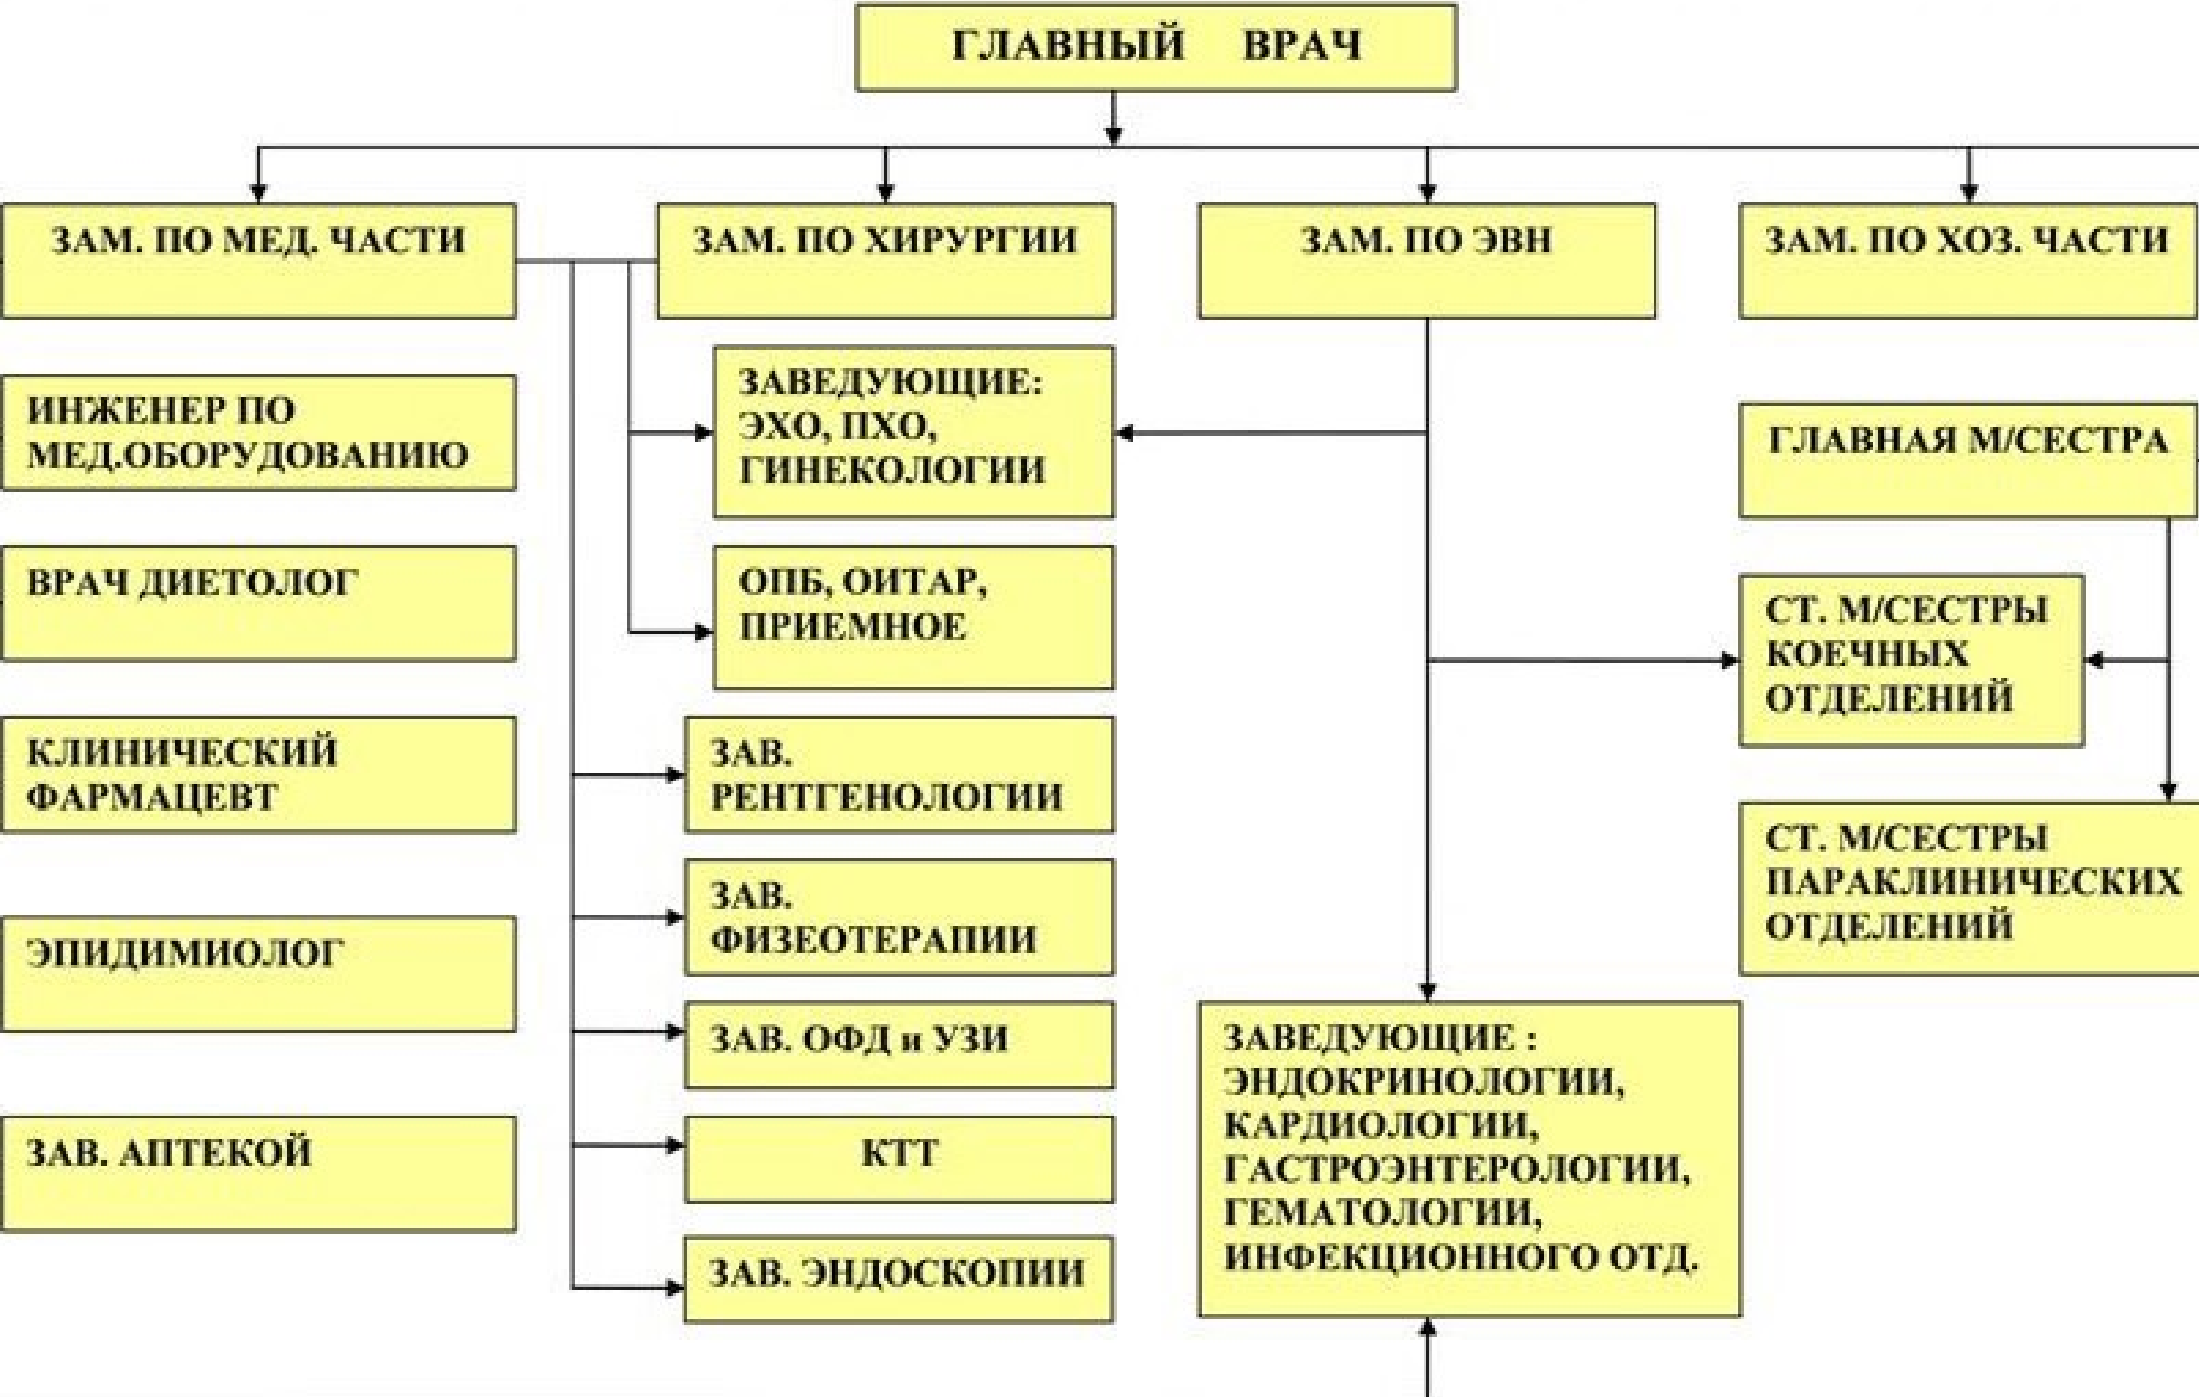 ГЛАВНЫЙ ВРАЧ
ЗАМ. ПО МЕД. ЧАСТИ
ЗАМ. ПО ХИРУРГИИ
ЗАМ. ПО ЭВН
ЗАМ. ПО ХОЗ. ЧАСТИ
ИНЖЕНЕР ПО
МЕД.ОБОРУДОВАНИЮ
ВРАЧ ДИЕТОЛОГ
КЛИНИЧЕСКИЙ
ФАРМАЦЕВТ
ЭПИДИМИОЛОГ
ЗАВ. АПТЕКОЙ
ЗАВЕДУЮЩИЕ:
ЭХО, ПХО,
ГИНЕКОЛОГИИ
ОПБ, ОИТАР,
ПРИЕМНОЕ
ЗАВ.
РЕНТГЕНОЛОГИИ
ЗАВ.
ФИЗЕОТЕРАПИИ
ЗАВ. ОФД и УЗИ
КТТ
ЗАВ. ЭНДОСКОПИИ
ЗАВЕДУЮЩИЕ :
ЭНДОКРИНОЛОГИИ,
КАРДИОЛОГИИ,
ГАСТРОЭНТЕРОЛОГИИ,
ГЕМАТОЛОГИИ,
ИНФЕКЦИОННОГО ОТД.
ГЛАВНАЯ М/СЕСТРА
СТ. М/СЕСТРЫ
КОЕЧНЫХ
ОТДЕЛЕНИЙ
СТ. М/СЕСТРЫ
ПАРАКЛИНИЧЕСКИХ
ОТДЕЛЕНИЙ